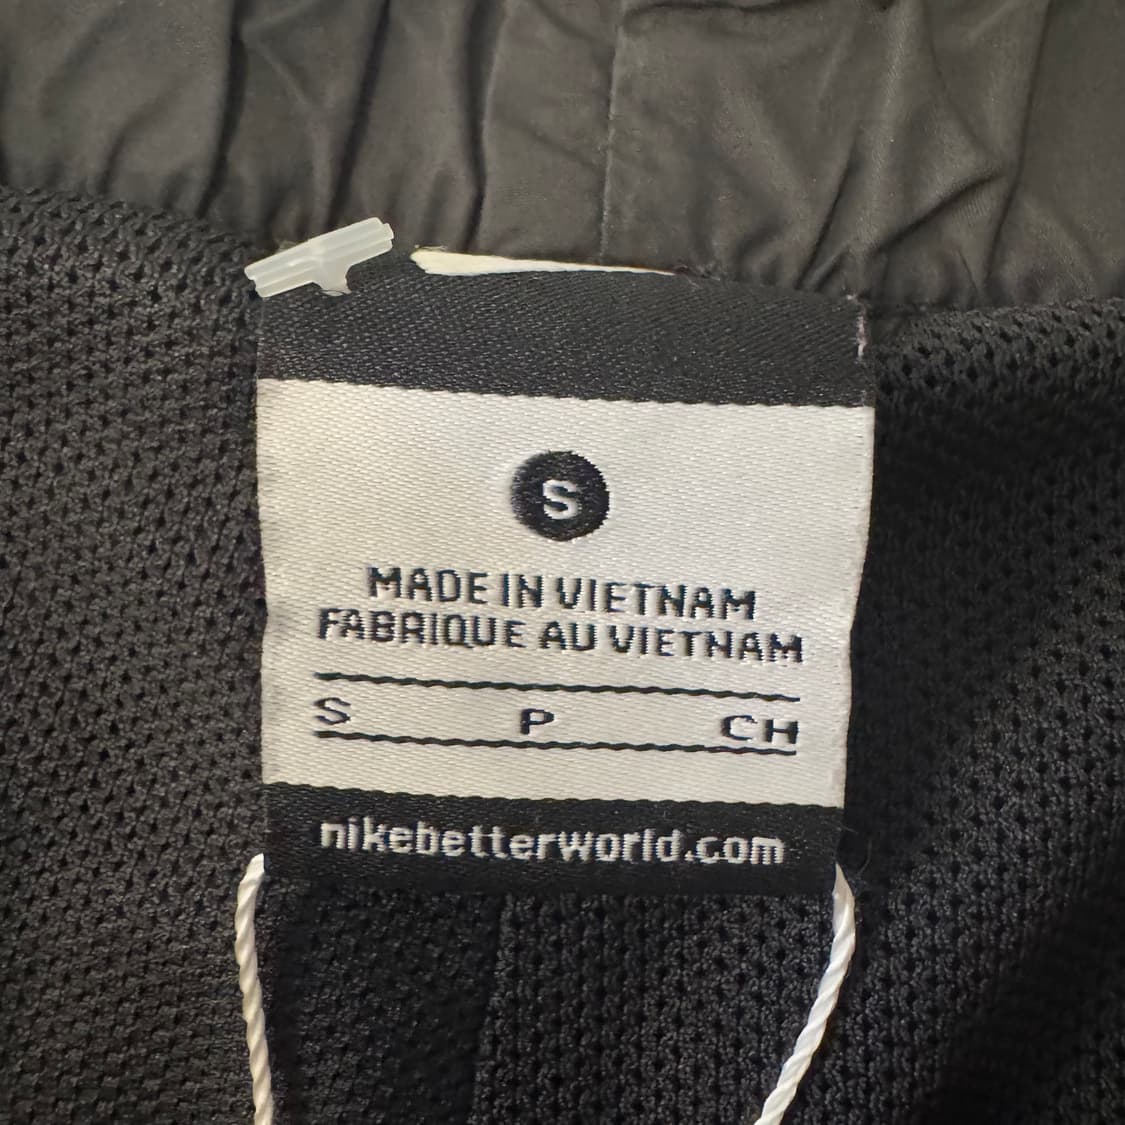 S
MADE IN VIETNAM
FABRIQUE AU VIETNAM
S P CH
nikebetterworld.com